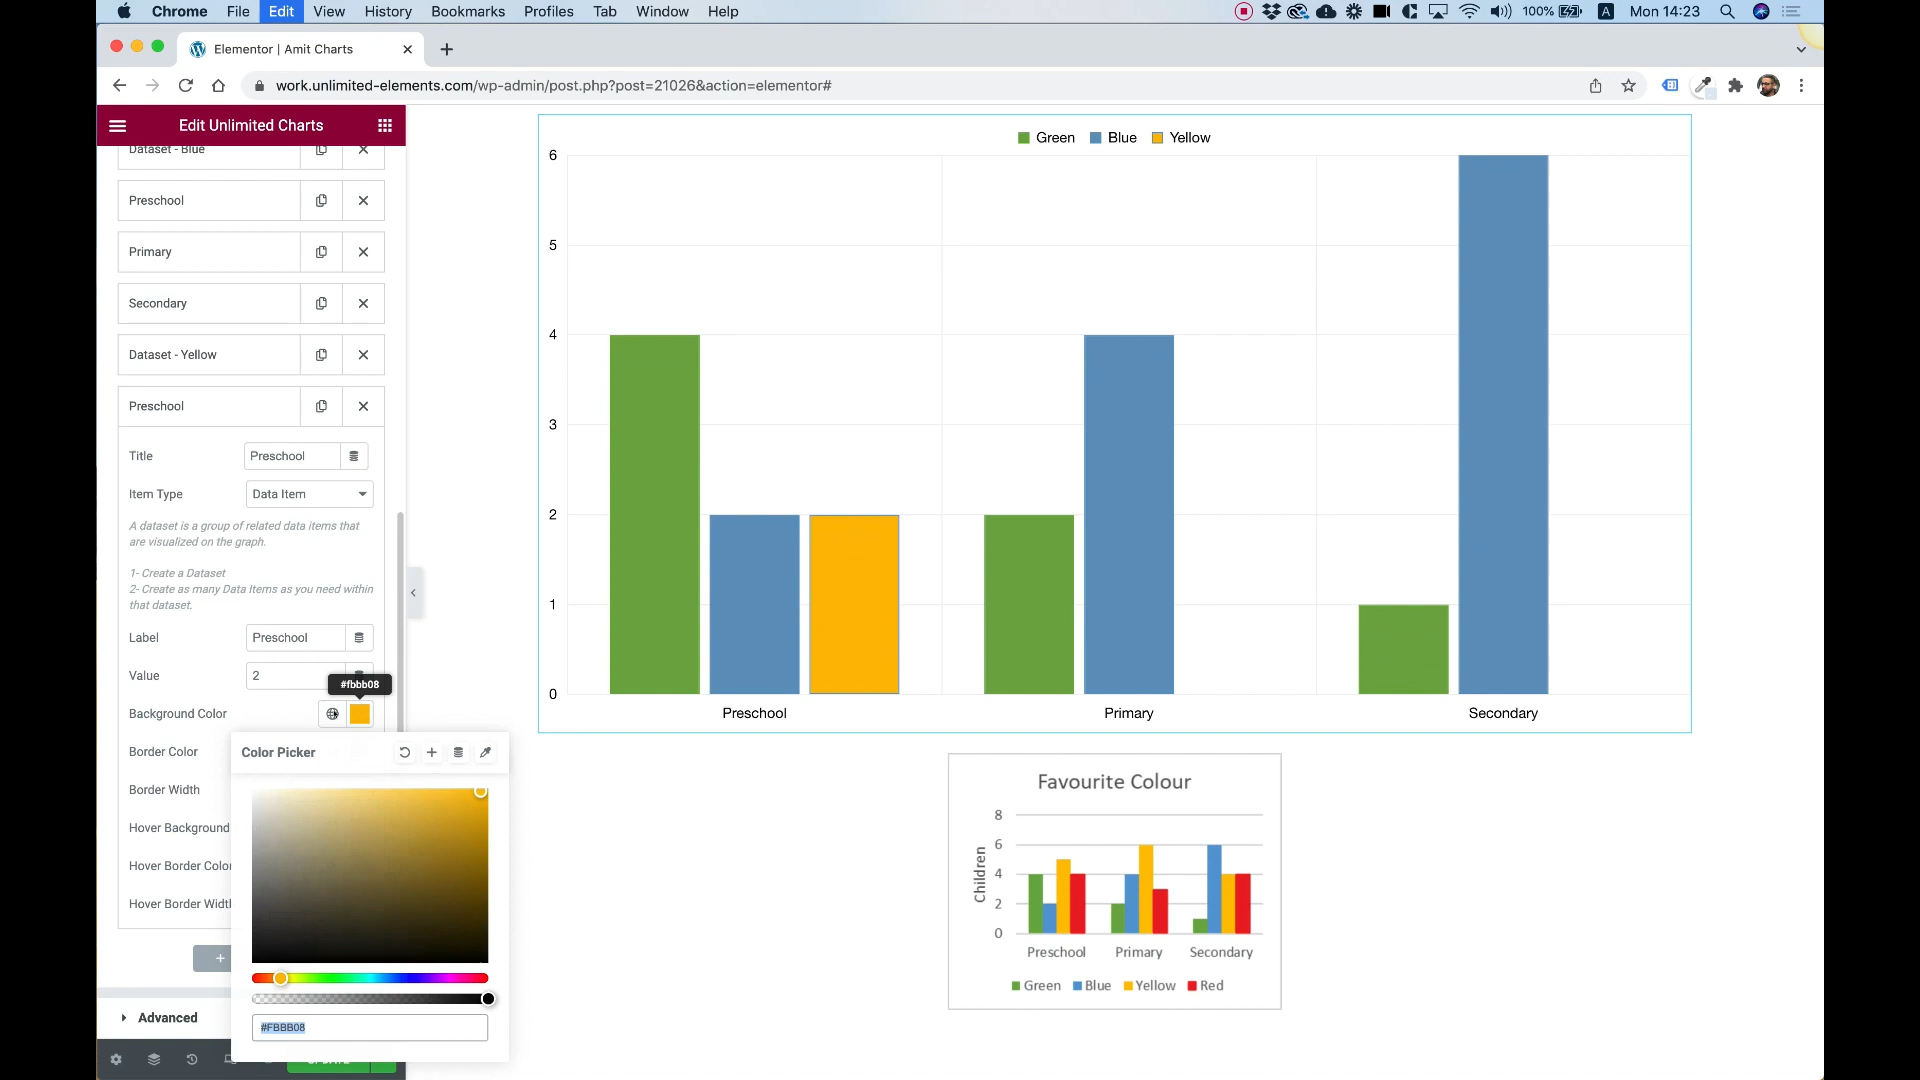 Chrome File Edit View History Bookmarks Profiles Tab Window Help
100% A Mon 14:23
Elementor | Amit Charts
work.unlimited-elements.com/wp-admin/post.php?post=21026&action=elementor#
Edit Unlimited Charts
Dataset - Blue
Preschool
Primary
Secondary
Dataset - Yellow
Preschool
Title Preschool
Item Type Data Item
A dataset is a group of related data items that
are visualized on the graph.
1- Create a Dataset
2- Create as many Data Items as you need within
that dataset.
Label Preschool
Value 2
#fbbb08
Background Color
Border Color
Border Width
Hover Background
Hover Border Color
Hover Border Width
Color Picker
#FBBB08
Advanced
Green Blue Yellow
6
5
4
3
2
1
0
Preschool Primary Secondary
Favourite Colour
Children
8
6
4
2
0
Preschool Primary Secondary
Green Blue Yellow Red